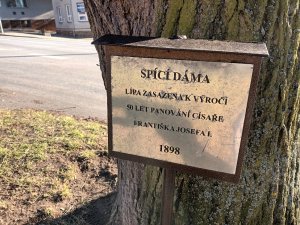 SPÍCÍ DÁMA
LÍPA ZASAZENA K VÝROČÍ
50 LET PANOVÁNÍ CÍSAŘE
FRANTIŠKA JOSEFA I.
1898